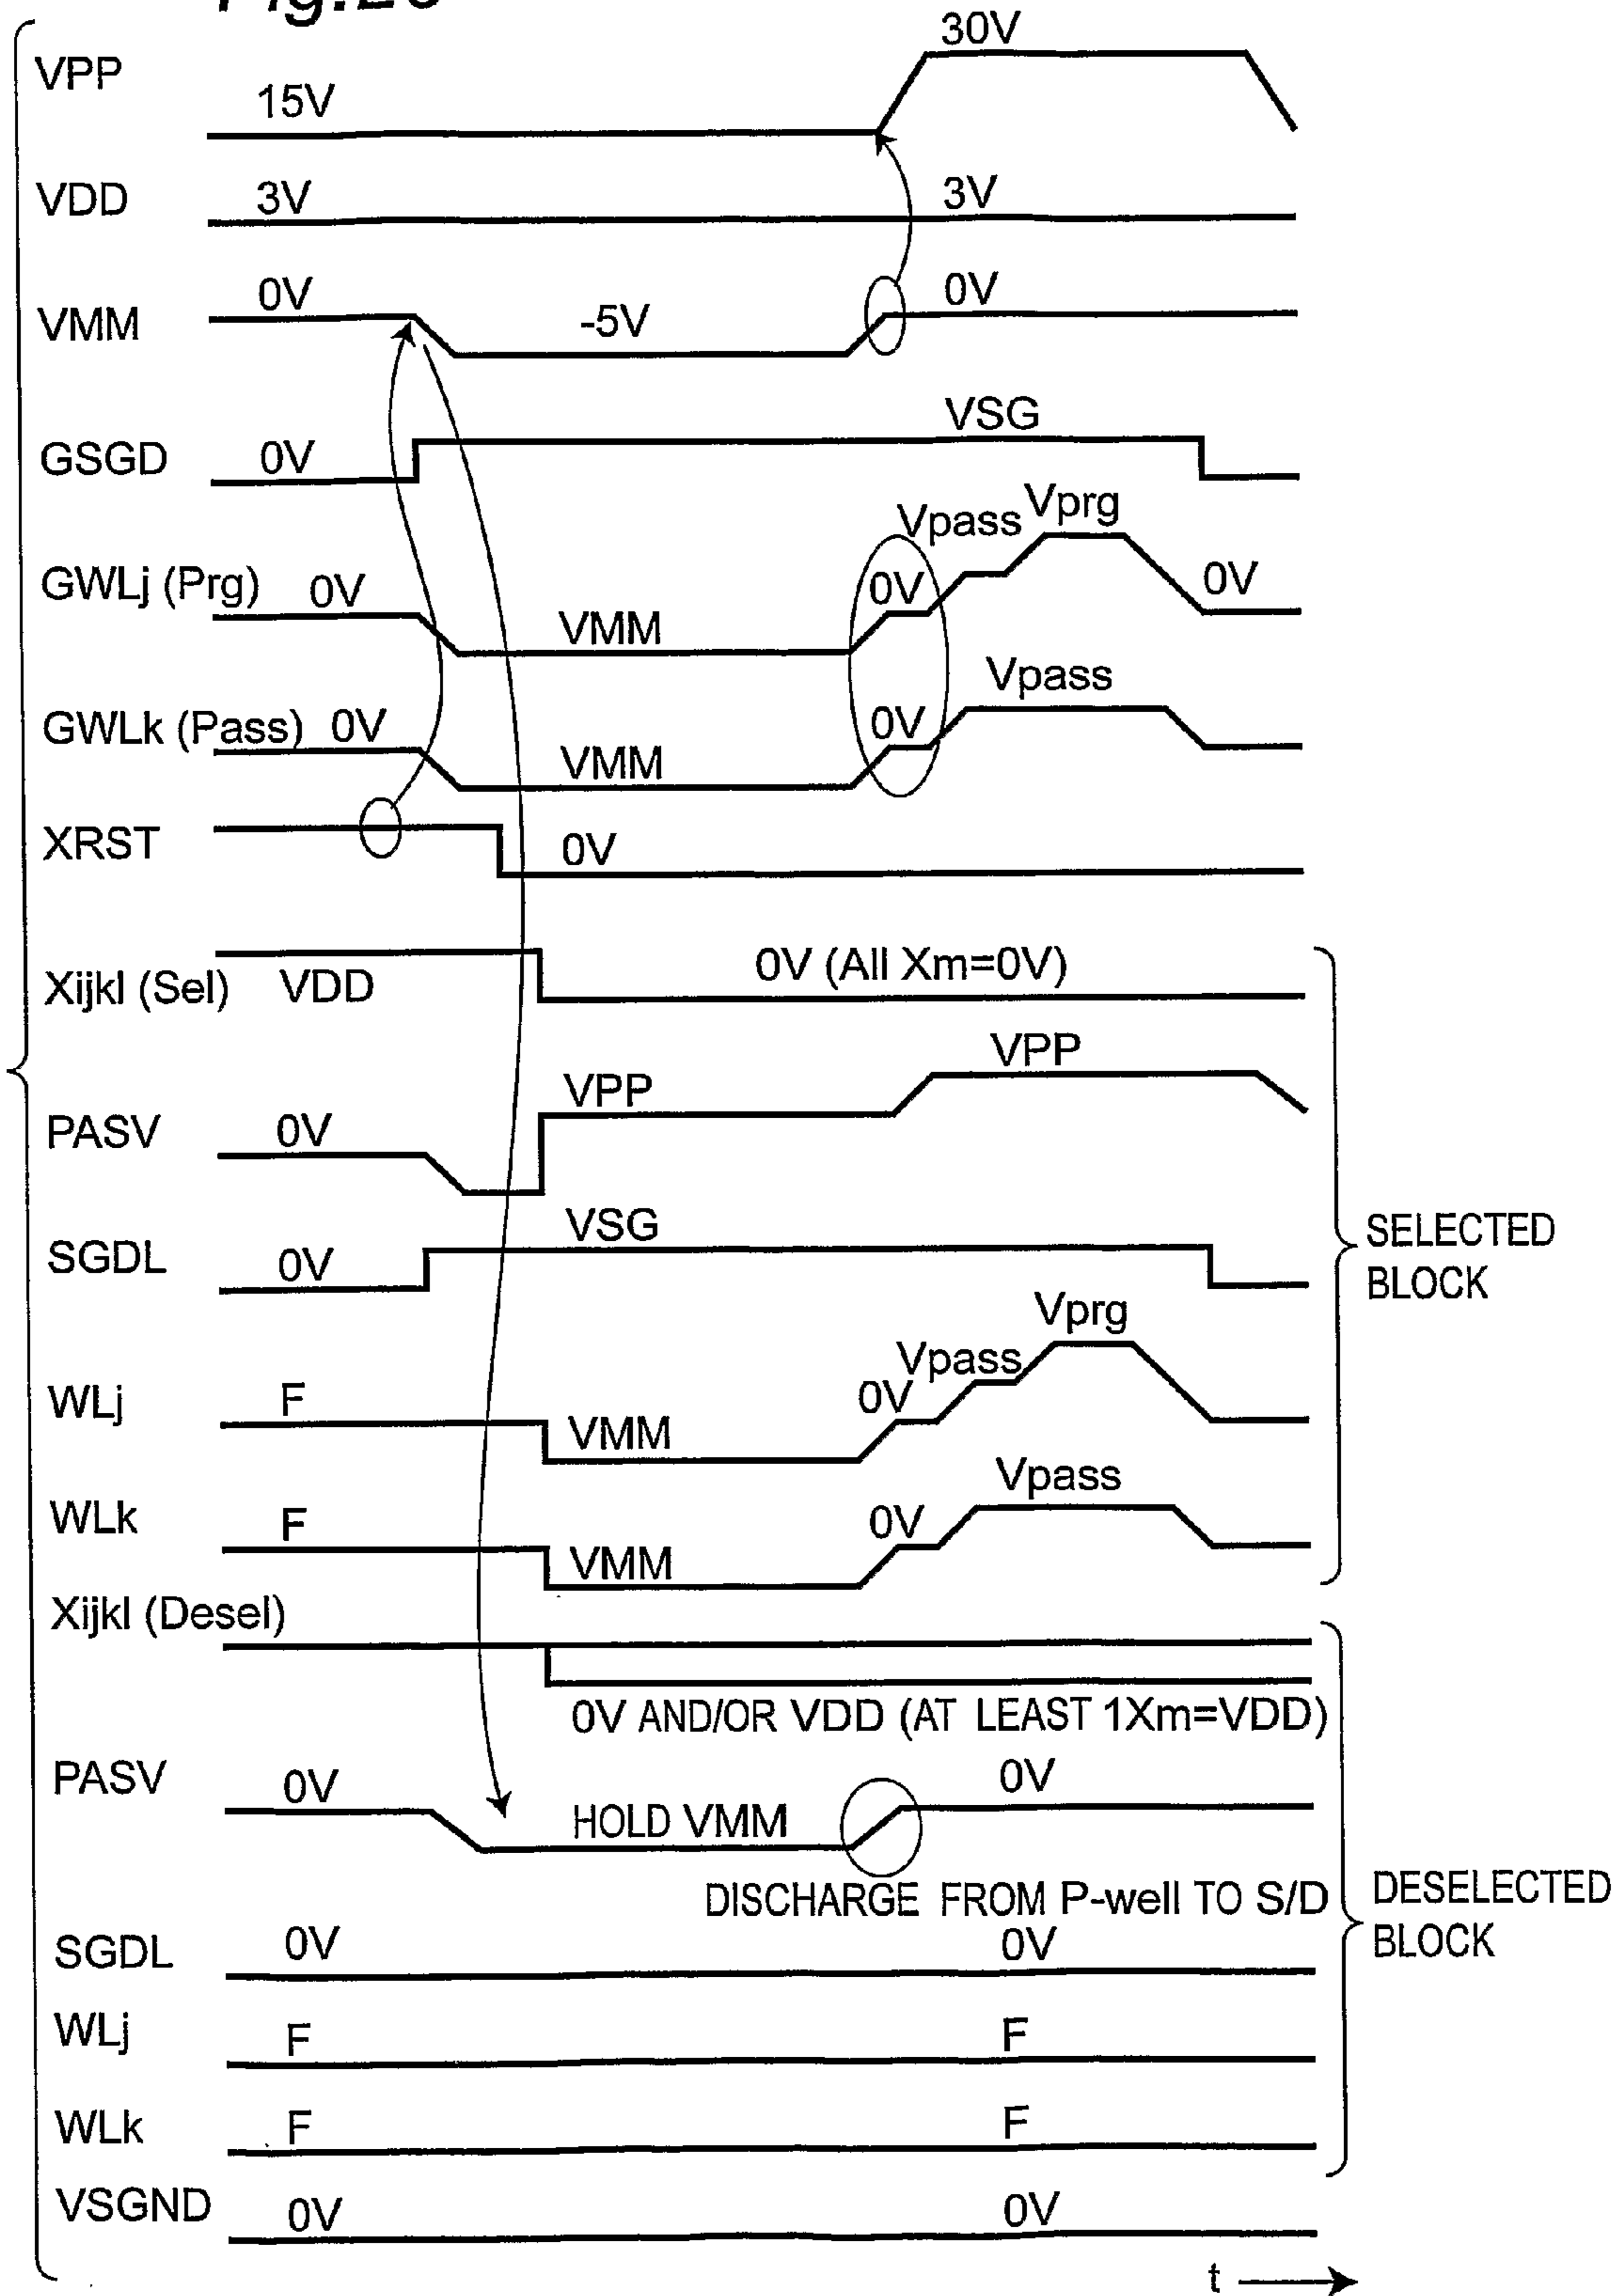 VPP 15V 30V
VDD 3V 3V
VMM 0V -5V 0V
GSGD 0V VSG
GWLj (Prg) 0V VMM 0V Vpass Vprg 0V
GWLk (Pass) 0V VMM 0V Vpass
XRST 0V
Xijkl (Sel) VDD 0V (All Xm=0V)
PASV 0V VPP VPP
SGDL 0V VSG
SELECTED
BLOCK
WLj F VMM 0V Vpass Vprg
WLk F VMM 0V Vpass
Xijkl (Desel)
0V AND/OR VDD (AT LEAST 1Xm=VDD)
PASV 0V HOLD VMM 0V
DISCHARGE FROM P-well TO S/D
DESELECTED
BLOCK
SGDL 0V 0V
WLj F F
WLk F F
VSGND 0V 0V
t